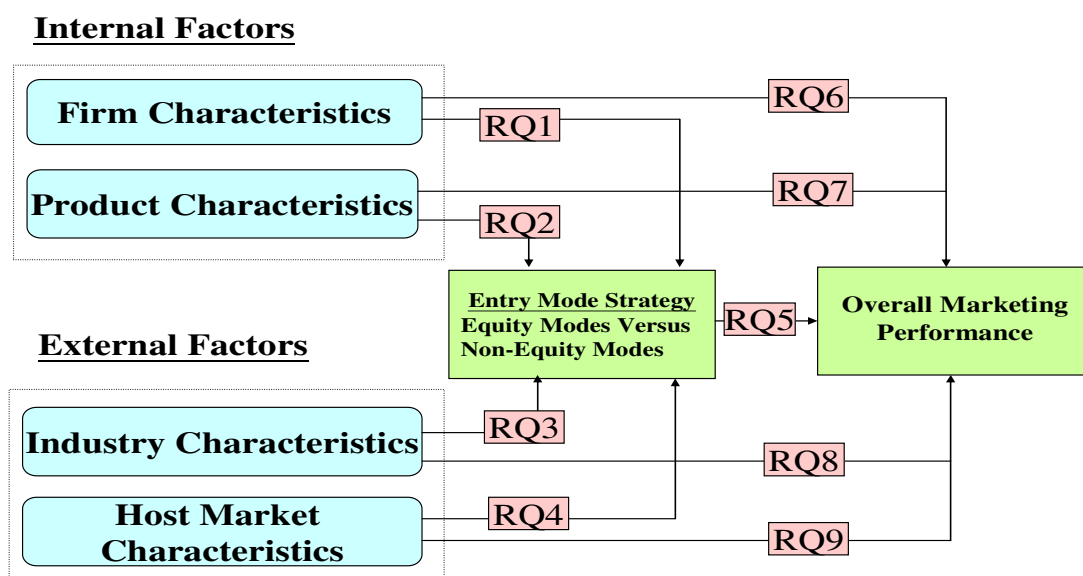 Internal Factors
Firm Characteristics
RQ6
RQ1
Product Characteristics
RQ7
RQ2
Entry Mode Strategy
Equity Modes Versus
Non-Equity Modes
RQ5
Overall Marketing
Performance
External Factors
Industry Characteristics
RQ3
RQ8
Host Market
Characteristics
RQ4
RQ9